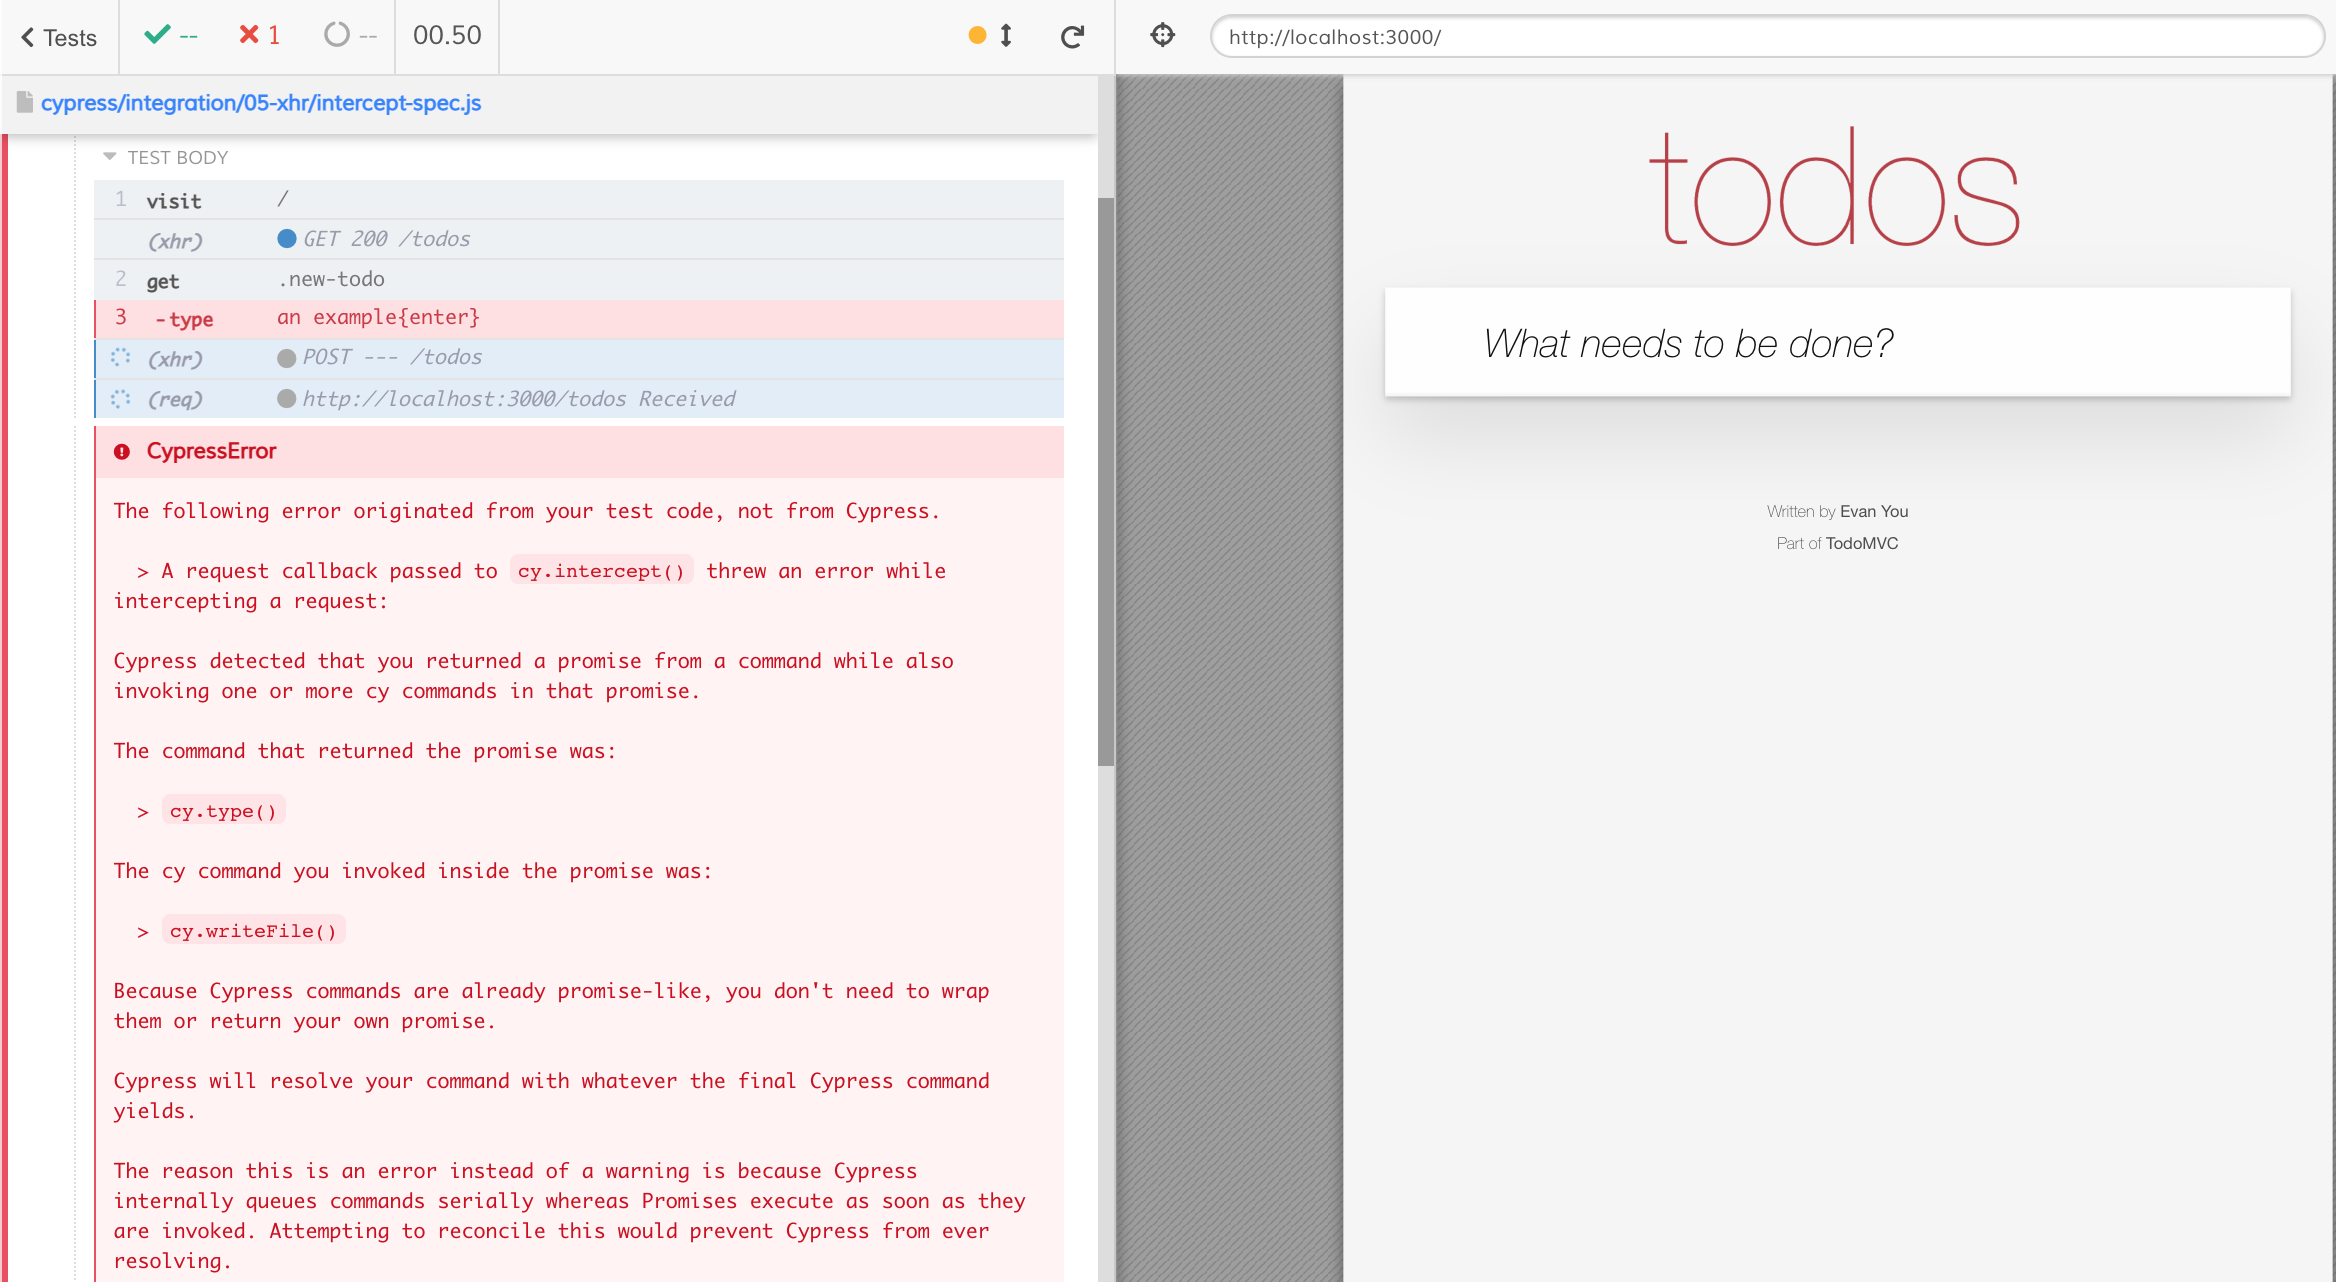 Tests
--
1
--
00.50
http://localhost:3000/
cypress/integration/05-xhr/intercept-spec.js
TEST BODY
1 visit /
(xhr) GET 200 /todos
2 get .new-todo
3 -type an example{enter}
(xhr) POST --- /todos
(req) http://localhost:3000/todos Received
CypressError
The following error originated from your test code, not from Cypress.
> A request callback passed to cy.intercept() threw an error while
intercepting a request:
Cypress detected that you returned a promise from a command while also
invoking one or more cy commands in that promise.
The command that returned the promise was:
> cy.type()
The cy command you invoked inside the promise was:
> cy.writeFile()
Because Cypress commands are already promise-like, you don't need to wrap
them or return your own promise.
Cypress will resolve your command with whatever the final Cypress command
yields.
The reason this is an error instead of a warning is because Cypress
internally queues commands serially whereas Promises execute as soon as they
are invoked. Attempting to reconcile this would prevent Cypress from ever
resolving.
todos
What needs to be done?
Written by Evan You
Part of TodoMVC